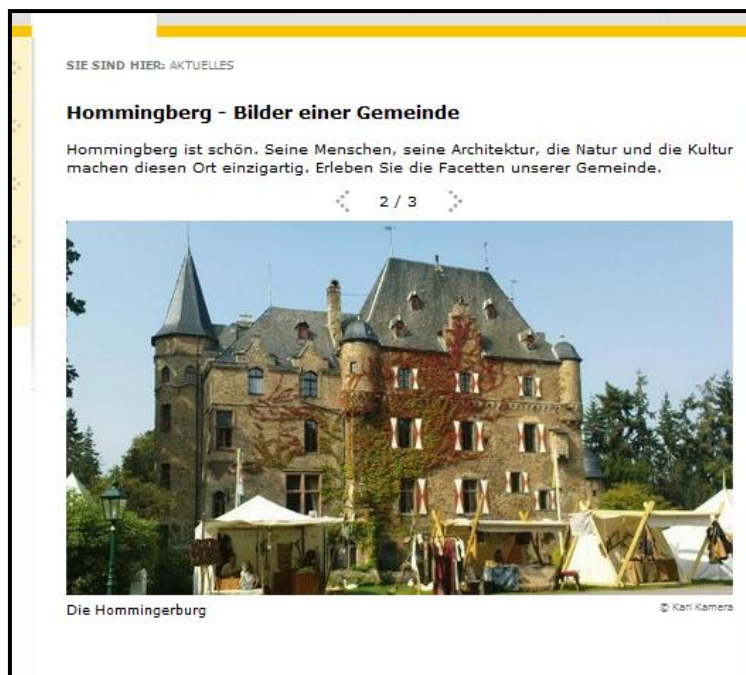 SIE SIND HIER: AKTUELLES
Hommingberg - Bilder einer Gemeinde
Hommingberg ist schön. Seine Menschen, seine Architektur, die Natur und die Kultur
machen diesen Ort einzigartig. Erleben Sie die Facetten unserer Gemeinde.
2 / 3
Die Hommingerburg
© Karl Kamera